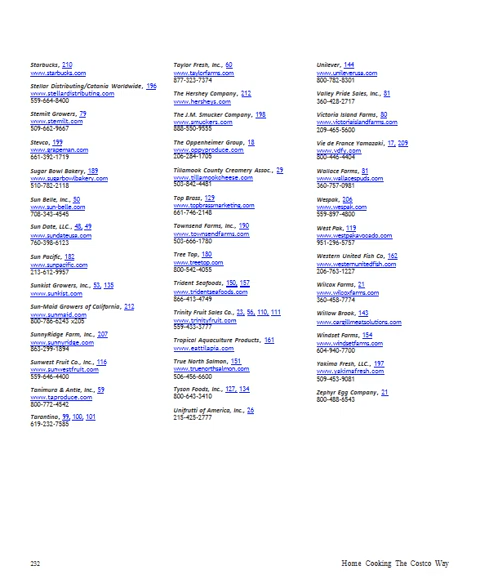 Starbucks, 210
www.starbucks.com
Stellar Distributing/Catania Worldwide, 196
www.stellardistributing.com
559-664-8400
Stemilt Growers, 79
www.stemilt.com
509-662-9667
Stevco, 199
www.grapeman.com
661-392-1719
Sugar Bowl Bakery, 189
www.sugarbowlbakery.com
510-782-2118
Sun Belle, Inc., 50
www.sun-belle.com
708-343-4545
Sun Date, LLC., 48, 49
www.sundateusa.com
760-398-6123
Sun Pacific, 182
www.sunpacific.com
213-612-9957
Sunkist Growers, Inc., 53, 135
www.sunkist.com
Sun-Maid Growers of California, 212
www.sunmaid.com
800-786-6243 x205
SunnyRidge Farm, Inc., 207
www.sunnyridge.com
863-299-1894
Sunwest Fruit Co., Inc., 116
www.sunwestfruit.com
559-646-4400
Tanimura & Antle, Inc., 59
www.taproduce.com
800-772-4542
Tarantino, 99, 100, 101
619-232-7585
Taylor Fresh, Inc., 60
www.taylorfarms.com
877-323-7374
The Hershey Company, 212
www.hersheys.com
The J.M. Smucker Company, 198
www.smuckers.com
888-550-9555
The Oppenheimer Group, 18
www.oppyproduce.com
206-284-1705
Tillamook County Creamery Assoc., 29
www.tillamookcheese.com
503-842-4481
Top Brass, 129
www.topbrassmarketing.com
661-746-2148
Townsend Farms, Inc., 190
www.townsendfarms.com
503-666-1780
Tree Top, 180
www.treetop.com
800-542-4055
Trident Seafoods, 150, 157
www.tridentseafoods.com
866-413-4749
Trinity Fruit Sales Co., 23, 56, 110, 111
www.trinityfruit.com
559-433-3777
Tropical Aquaculture Products, 161
www.eattilapia.com
True North Salmon, 151
www.truenorthsalmon.com
506-456-6600
Tyson Foods, Inc., 127, 134
800-643-3410
Unifrutti of America, Inc., 26
215-425-2777
Unilever, 144
www.unileverusa.com
800-782-8301
Valley Pride Sales, Inc., 81
360-428-2717
Victoria Island Farms, 80
www.victoriaislandfarms.com
209-465-5600
Vie de France Yamazaki, 17, 209
www.vdfy.com
800-446-4404
Wallace Farms, 81
www.wallacespuds.com
360-757-0981
Wespak, 206
www.wespak.com
559-897-4800
West Pak, 119
www.westpakavocado.com
951-296-5757
Western United Fish Co, 162
www.westernunitedfish.com
206-763-1227
Wilcox Farms, 21
www.wilcoxfarms.com
360-458-7774
Willow Brook, 143
www.cargillmeatsolutions.com
Windset Farms, 154
www.windsetfarms.com
604-940-7700
Yakima Fresh, LLC., 197
www.yakimafresh.com
509-453-9081
Zephyr Egg Company, 21
800-488-6543
232
Home Cooking The Costco Way